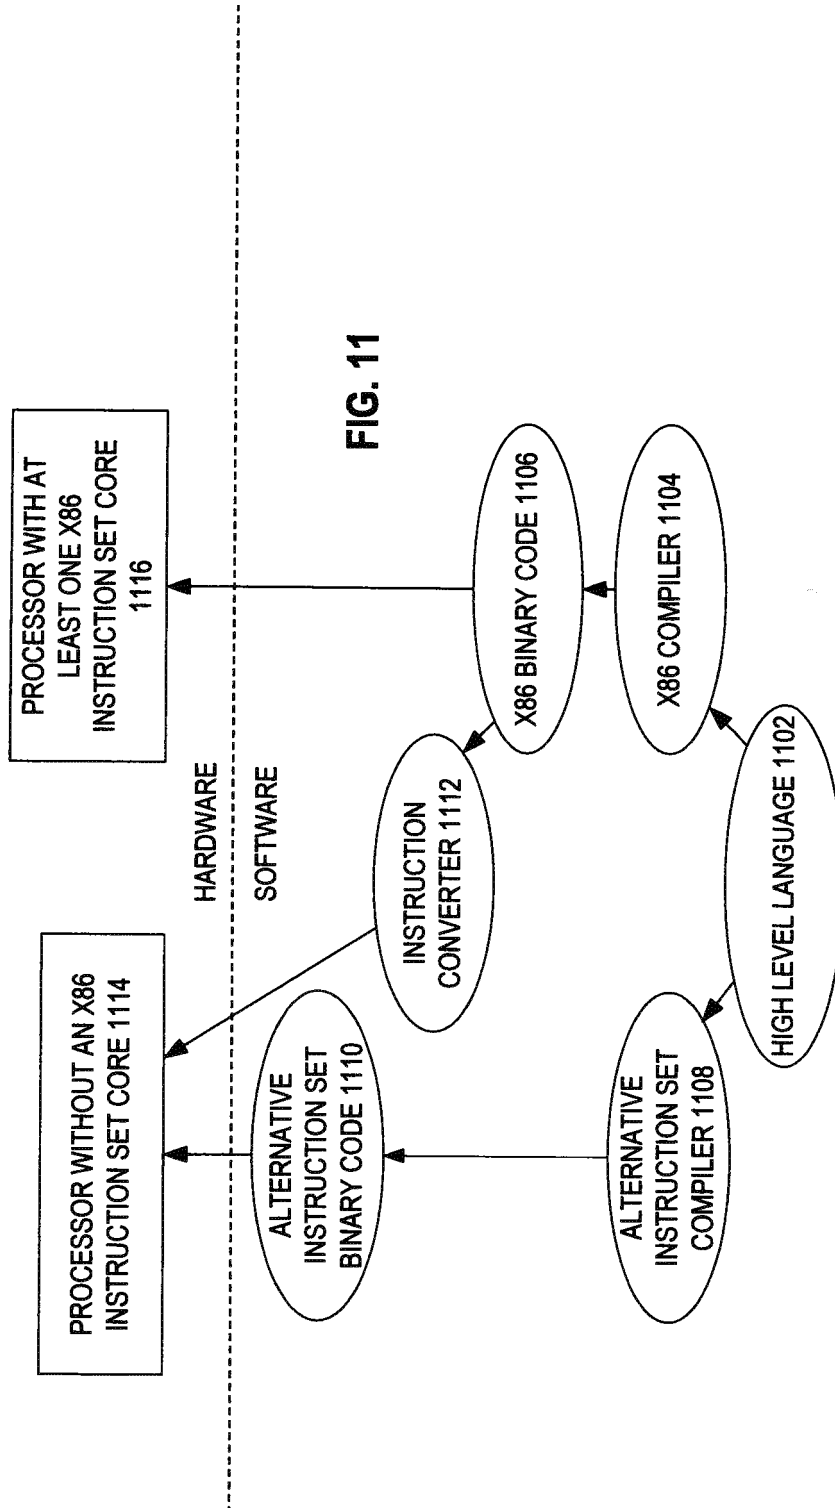 PROCESSOR WITHOUT AN X86
INSTRUCTION SET CORE 1114
PROCESSOR WITH AT
LEAST ONE X86
INSTRUCTION SET CORE
1116
HARDWARE
SOFTWARE
ALTERNATIVE
INSTRUCTION SET
BINARY CODE 1110
INSTRUCTION
CONVERTER 1112
FIG. 11
X86 BINARY CODE 1106
ALTERNATIVE
INSTRUCTION SET
COMPILER 1108
X86 COMPILER 1104
HIGH LEVEL LANGUAGE 1102